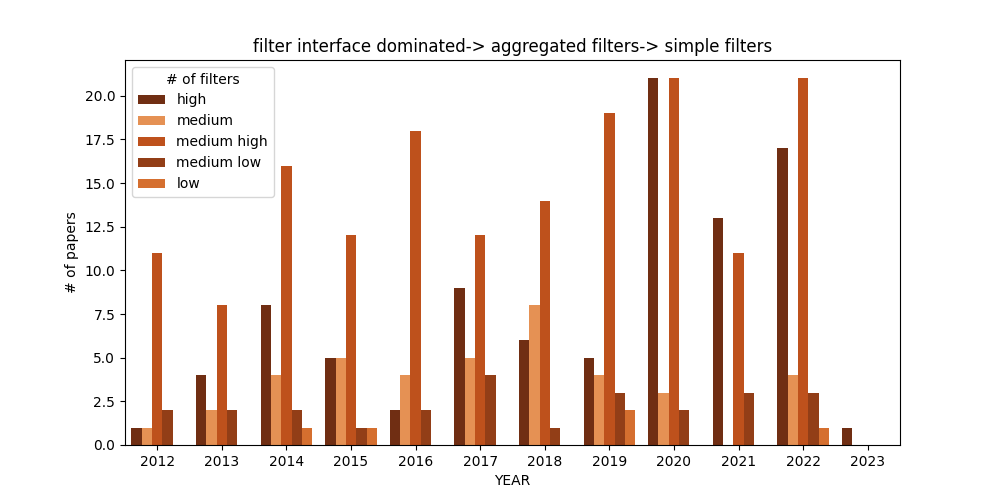 filter interface dominated-> aggregated filters-> simple filters
# of filters
high
medium
medium high
medium low
low
# of papers
20.0
17.5
15.0
12.5
10.0
7.5
5.0
2.5
0.0
2012 2013 2014 2015 2016 2017 2018 2019 2020 2021 2022 2023
YEAR